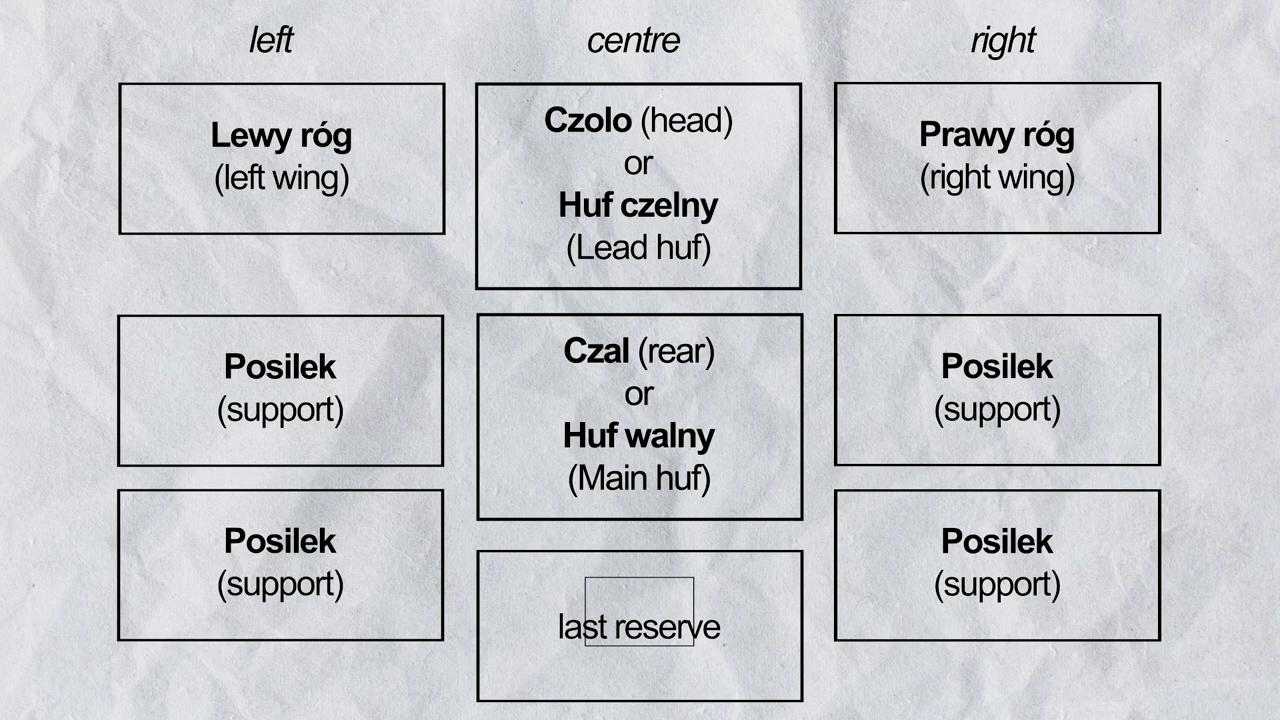 left
centre
right
Lewy róg
(left wing)
Czolo (head)
or
Huf czelny
(Lead huf)
Prawy róg
(right wing)
Posilek
(support)
Czal (rear)
or
Huf walny
(Main huf)
Posilek
(support)
Posilek
(support)
last reserve
Posilek
(support)